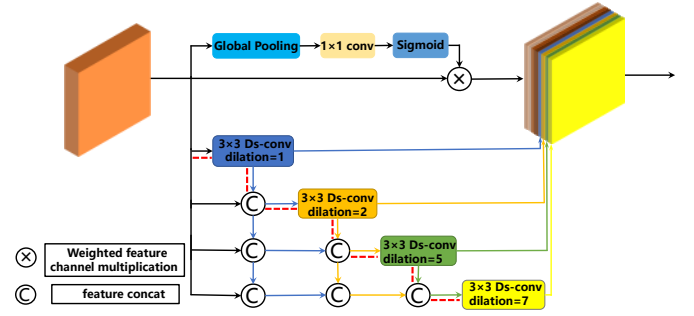 Global Pooling
1×1 conv
Sigmoid
×
3×3 Ds-conv
dilation=1
C
3×3 Ds-conv
dilation=2
C
C
3×3 Ds-conv
dilation=5
C
C
C
3×3 Ds-conv
dilation=7
×
Weighted feature
channel multiplication
C
feature concat